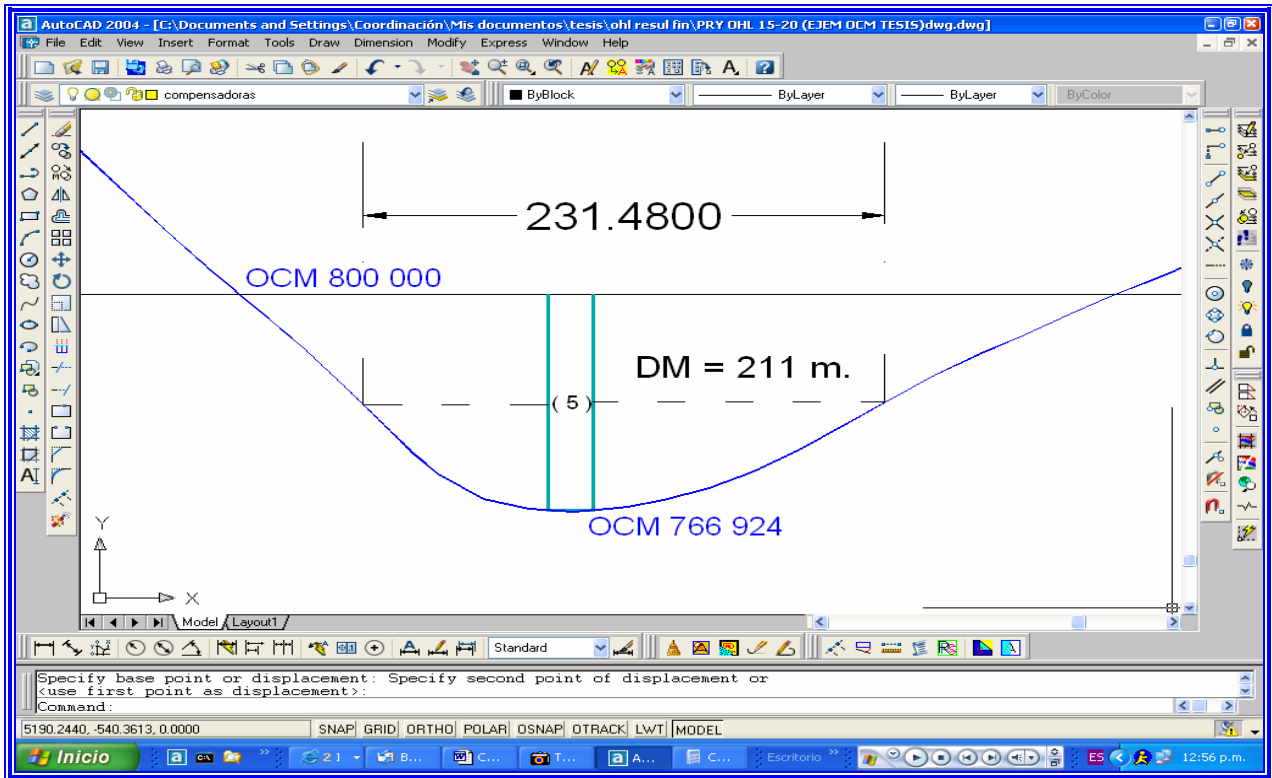 AutoCAD 2004 - [C:\Documents and Settings\Coordinación\Mis documentos\tesis\ohl resul fin\PRY OHL 15-20 (EJEM OCM TESIS)dwg.dwg]
File Edit View Insert Format Tools Draw Dimension Modify Express Window Help
compensadoras ByBlock ByLayer ByLayer ByColor
231.4800
OCM 800 000
DM = 211 m.
( 5 )
OCM 766 924
Y
X
Model Layout1
Standard
Specify base point or displacement: Specify second point of displacement or
<use first point as displacement>:
Command:
5190.2440, -540.3613, 0.0000 SNAP GRID ORTHO POLAR OSNAP OTRACK LWT MODEL
Inicio 2 I B... C... T... A... C... Escritorio ES 12:56 p.m.